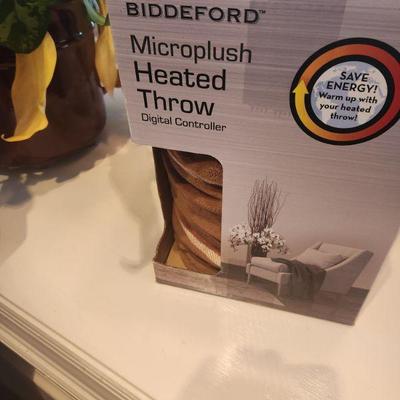 BIDDEFORD™
Microplush
Heated
Throw
Digital Controller
SAVE
ENERGY!
Warm up with
your heated
throw!